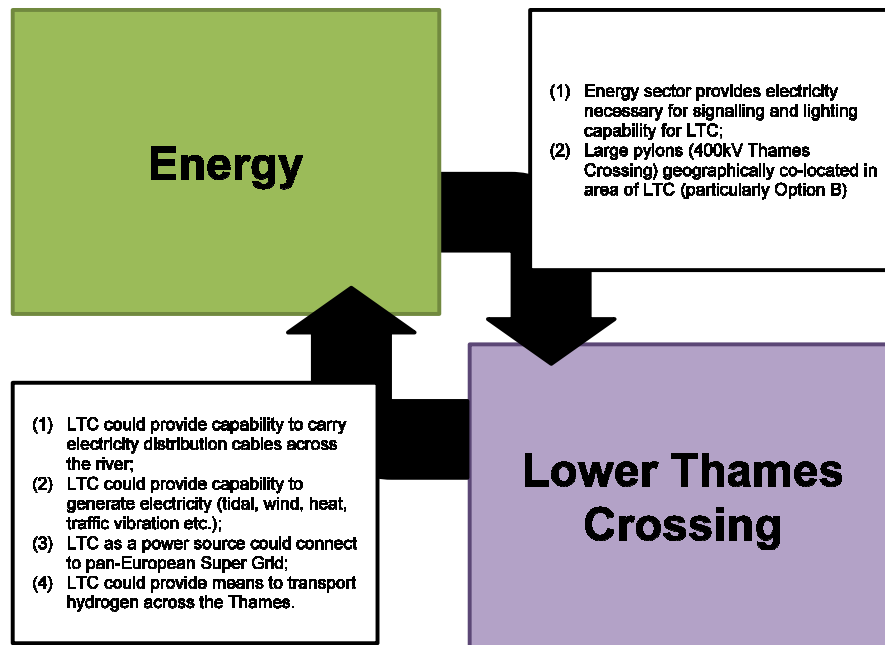 Energy
(1) Energy sector provides electricity
necessary for signalling and lighting
capability for LTC;
(2) Large pylons (400kV Thames
Crossing) geographically co-located in
area of LTC (particularly Option B)
(1) LTC could provide capability to carry
electricity distribution cables across
the river;
(2) LTC could provide capability to
generate electricity (tidal, wind, heat,
traffic vibration etc.);
(3) LTC as a power source could connect
to pan-European Super Grid;
(4) LTC could provide means to transport
hydrogen across the Thames.
Lower Thames
Crossing